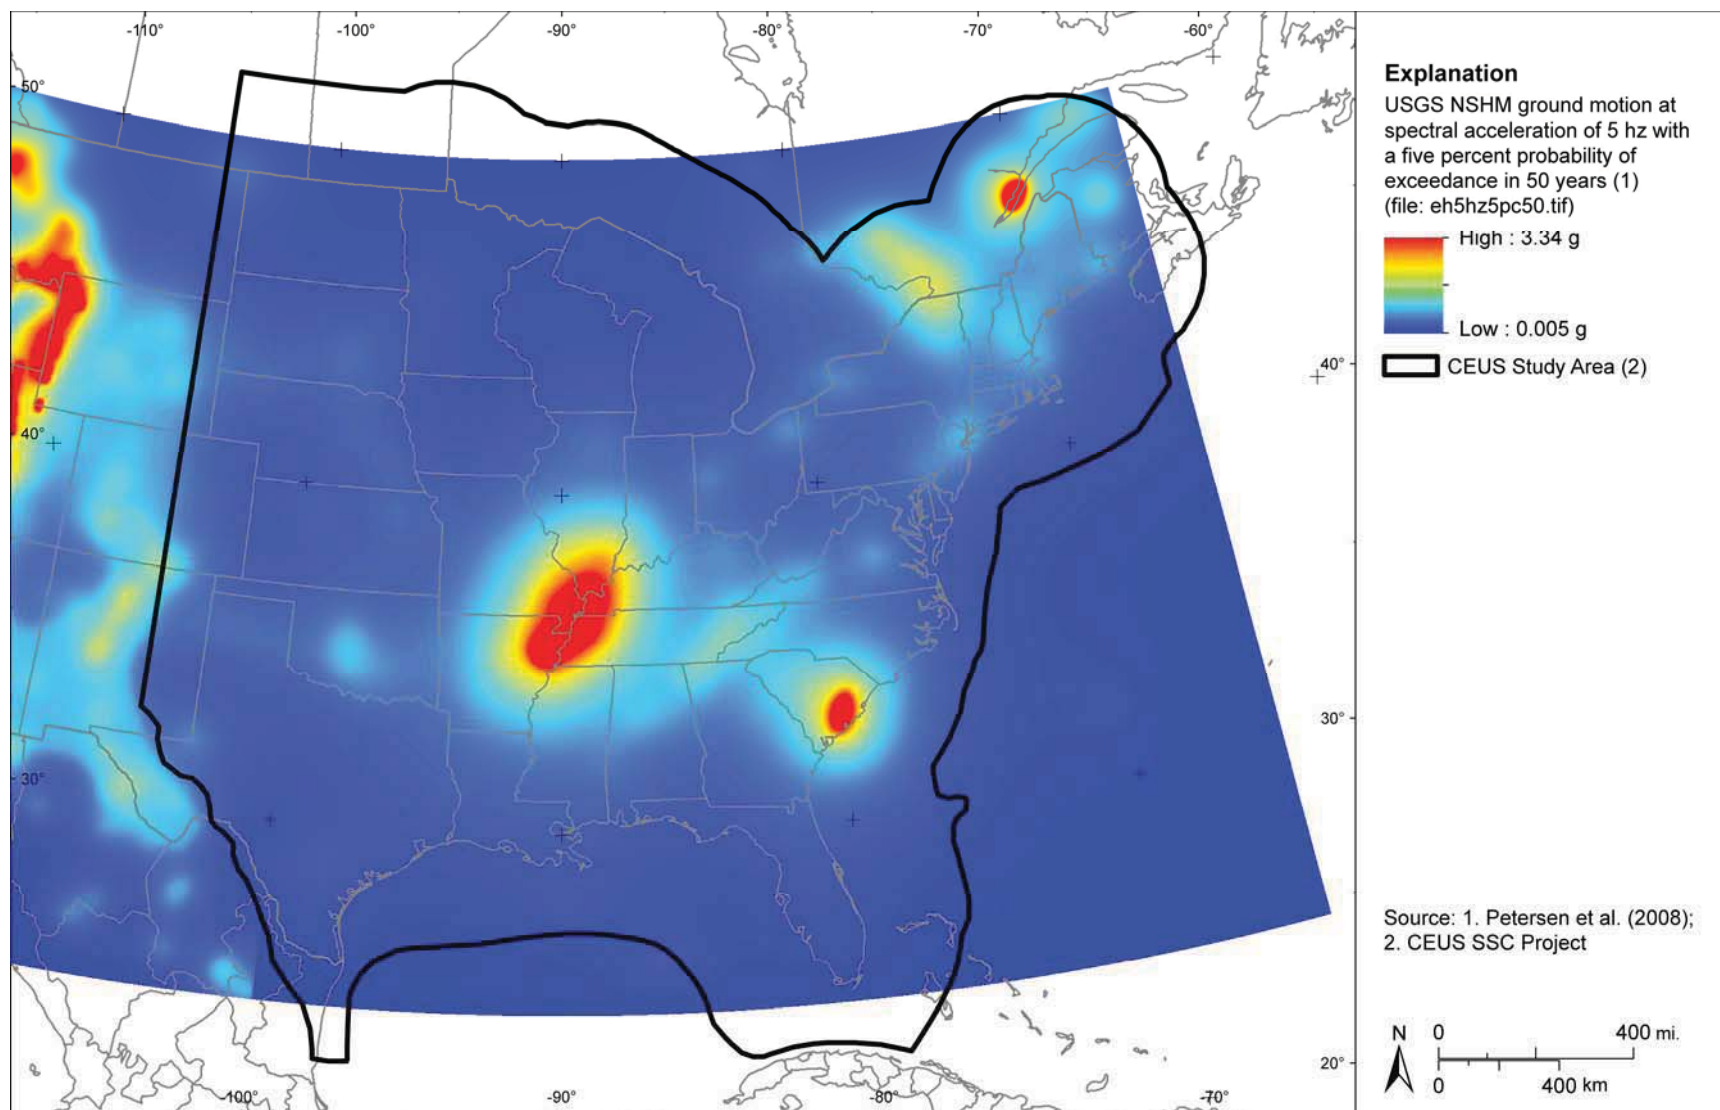 -110°
-100°
-90°
-80°
-70°
-60°
50°
40°
30°
40°
30°
20°
-100°
-90°
-80°
-70°
Explanation
USGS NSHM ground motion at
spectral acceleration of 5 hz with
a five percent probability of
exceedance in 50 years (1)
(file: eh5hz5pc50.tif)
High : 3.34 g
Low : 0.005 g
CEUS Study Area (2)
Source: 1. Petersen et al. (2008);
2. CEUS SSC Project
N
0 400 mi.
0 400 km